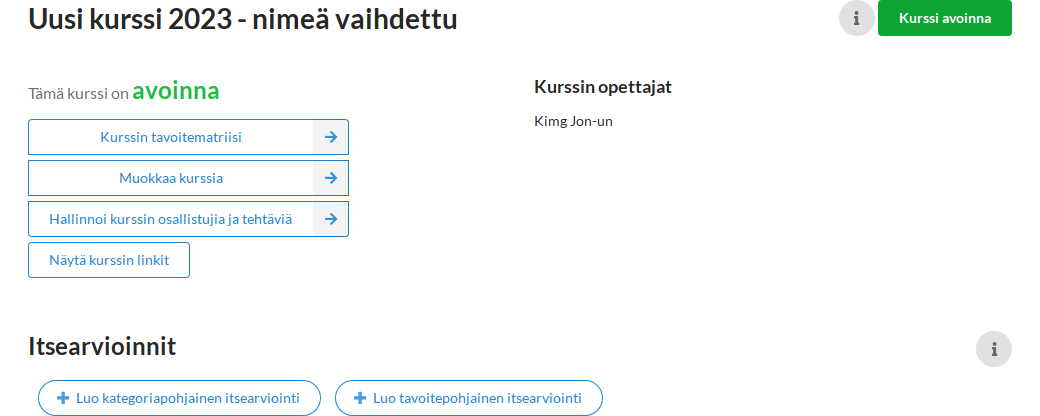 Uusi kurssi 2023 - nimeä vaihdettu
Kurssi avoinna
Tämä kurssi on avoinna
Kurssin tavoitematriisi
Muokkaa kurssia
Hallinnoi kurssin osallistujia ja tehtäviä
Näytä kurssin linkit
Kurssin opettajat
Kimg Jon-un
Itsearvioinnit
Luo kategoriapohjainen itsearviointi
Luo tavoitepohjainen itsearviointi